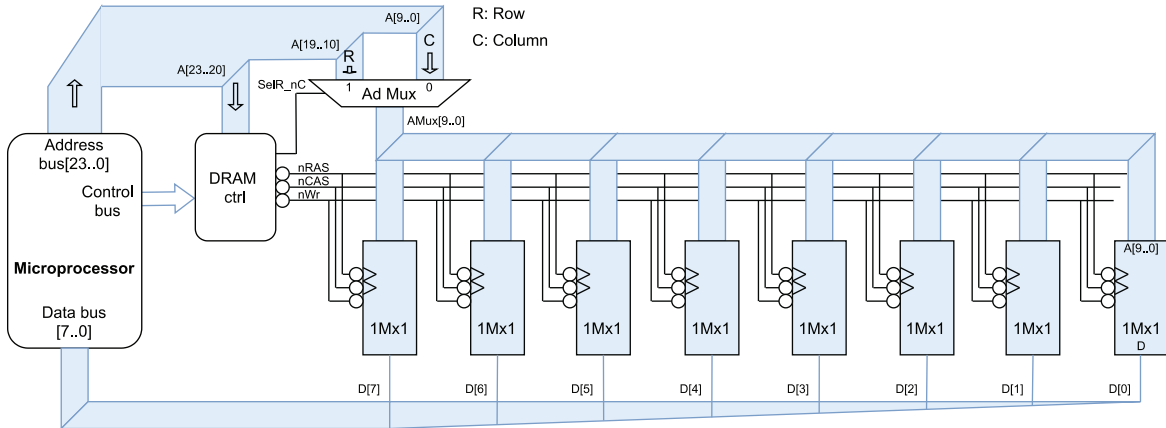 A[9..0]
R: Row
C: Column
A[19..10]
R
C
A[23..20]
SelR_nC
1
0
Ad Mux
AMux[9..0]
Address
bus[23..0]
Control
bus
Microprocessor
Data bus
[7..0]
DRAM
ctrl
nRAS
nCAS
nWr
A[9..0]
1Mx1
1Mx1
1Mx1
1Mx1
1Mx1
1Mx1
1Mx1
1Mx1
D
D[7]
D[6]
D[5]
D[4]
D[3]
D[2]
D[1]
D[0]